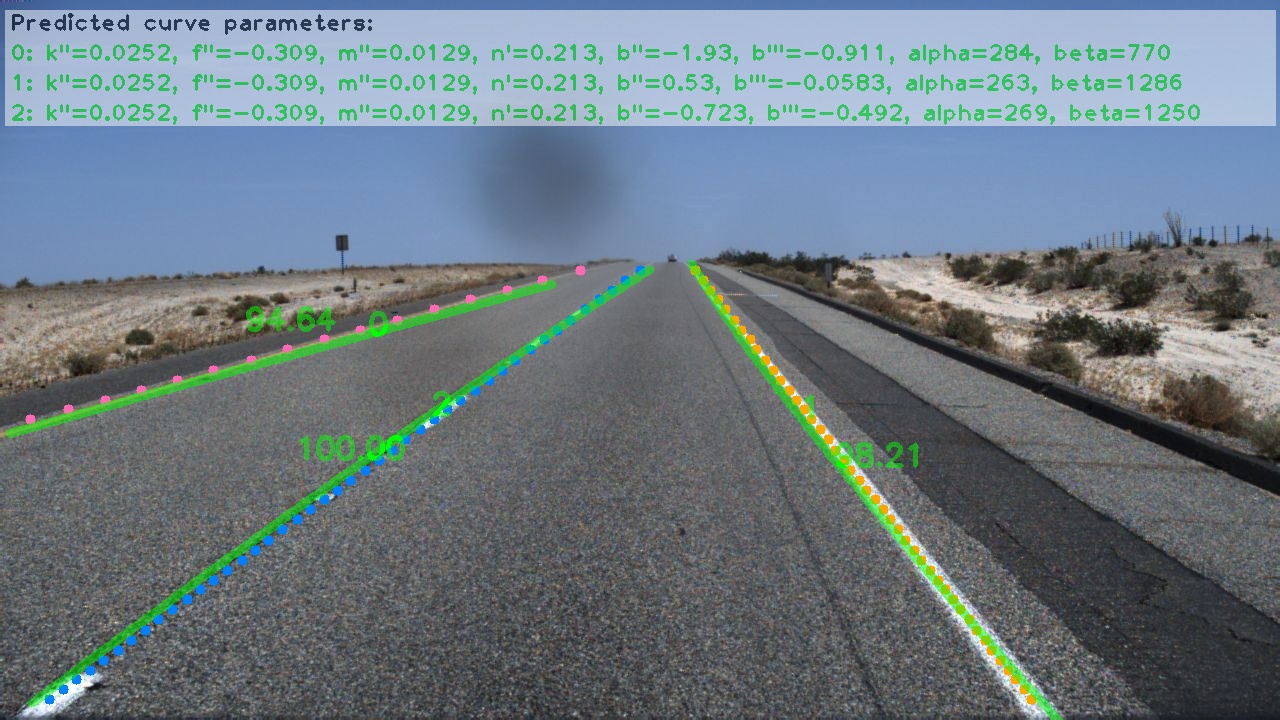 Predicted curve parameters:
0: k"=0.0252, f"=-0.309, m"=0.0129, n'=0.213, b"=-1.93, b'''=-0.911, alpha=284, beta=770
1: k"=0.0252, f"=-0.309, m"=0.0129, n'=0.213, b"=0.53, b'''=-0.0583, alpha=263, beta=1286
2: k"=0.0252, f"=-0.309, m"=0.0129, n'=0.213, b"=-0.723, b'''=-0.492, alpha=269, beta=1250
94.64 0
2
1
100.00
98.21